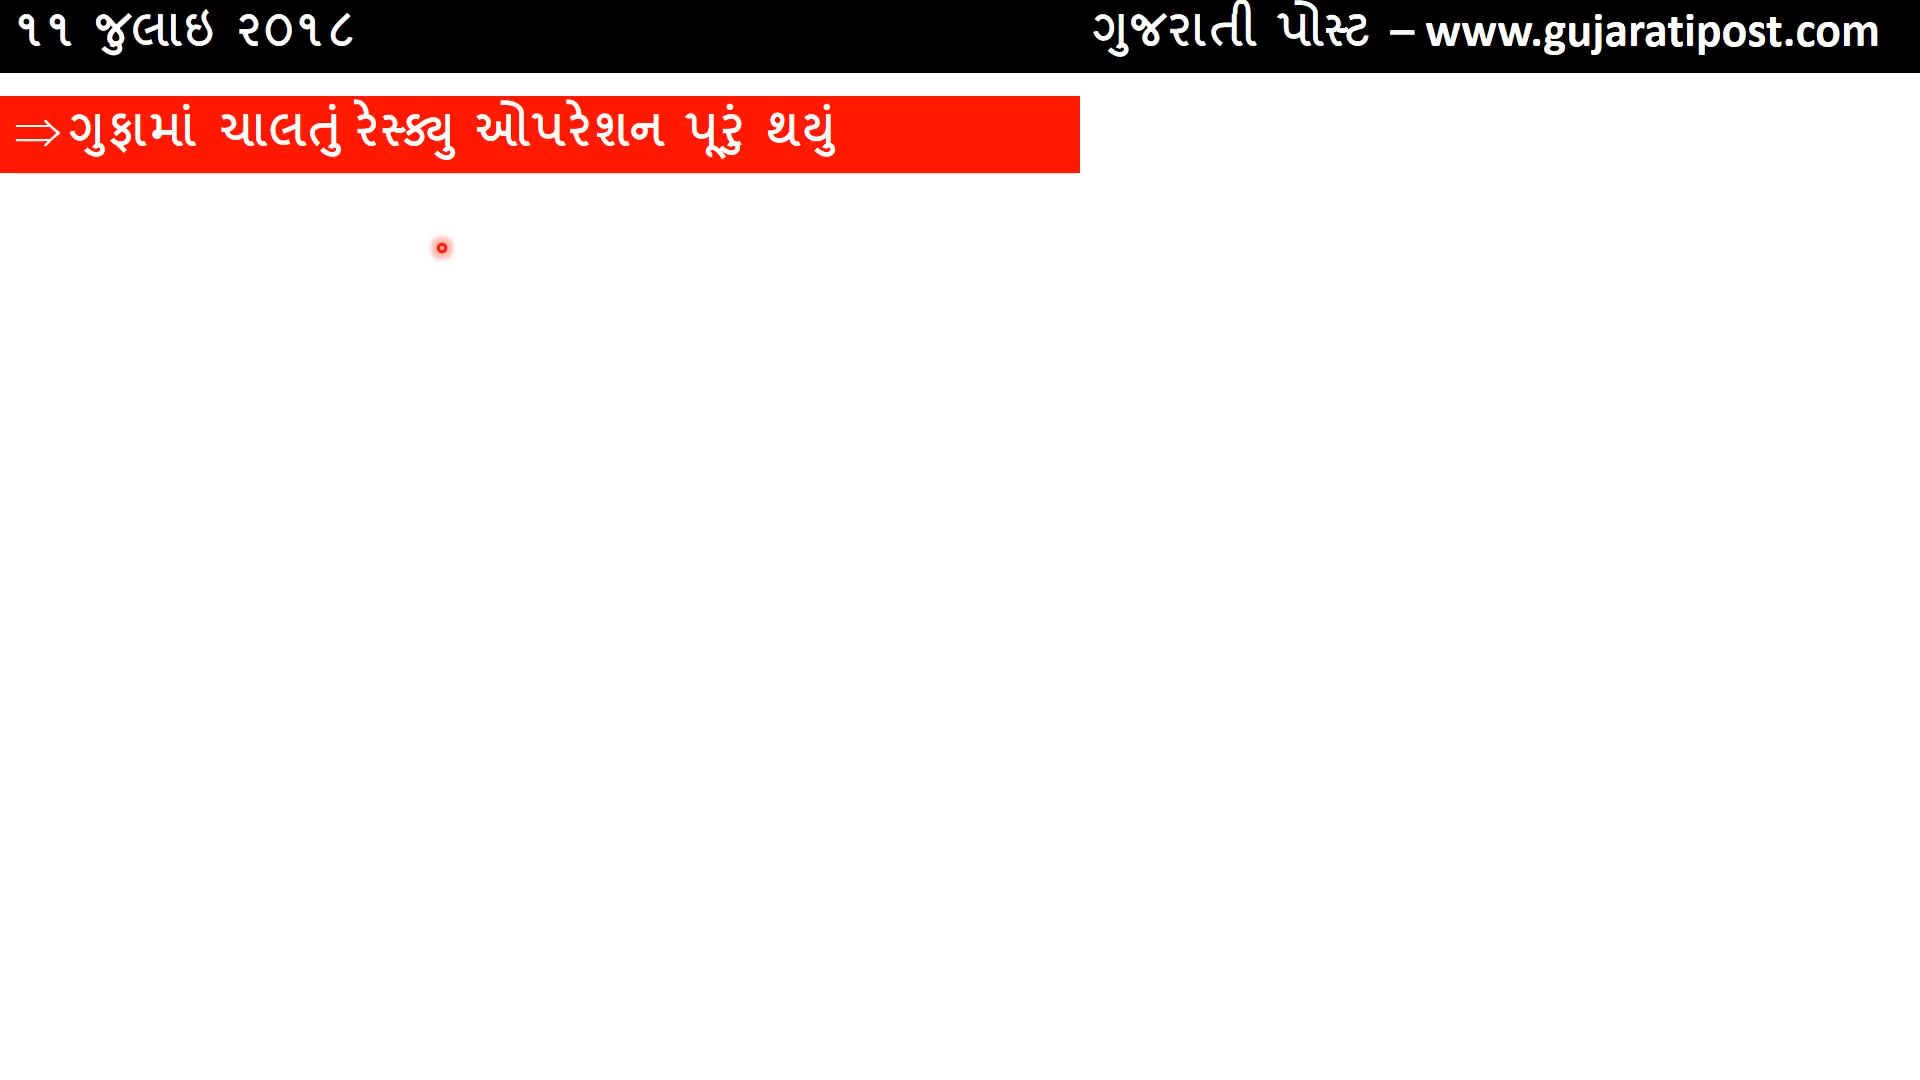 ૧૧ જુલાઇ ૨૦૧૮ ગુજરાતી પોસ્ટ – www.gujaratipost.com
⇒ ગુફામાં ચાલતું રેસ્ક્યુ ઓપરેશન પૂરું થયું